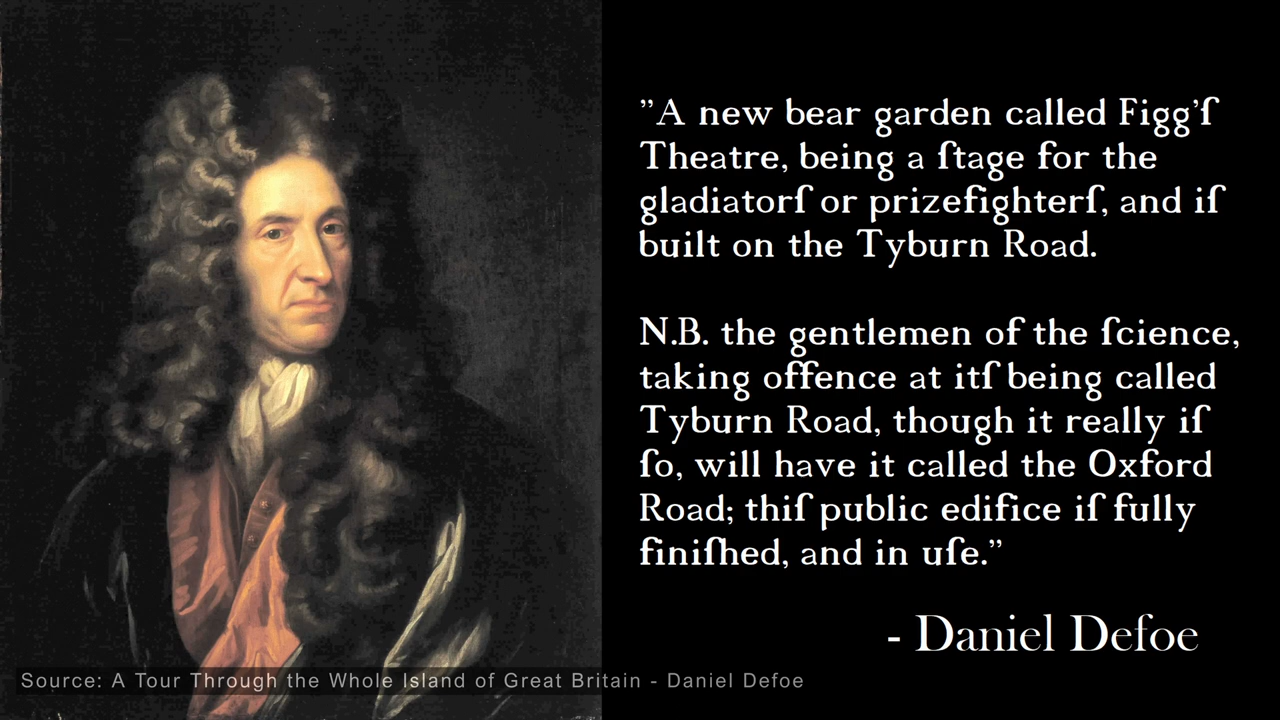 ”A new bear garden called Figg’ſ
Theatre, being a ſtage for the
gladiatorſ or prizefighterſ, and iſ
built on the Tyburn Road.
N.B. the gentlemen of the ſcience,
taking offence at itſ being called
Tyburn Road, though it really iſ
ſo, will have it called the Oxford
Road; thiſ public edifice iſ fully
finiſhed, and in uſe.”
- Daniel Defoe
Source: A Tour Through the Whole Island of Great Britain - Daniel Defoe